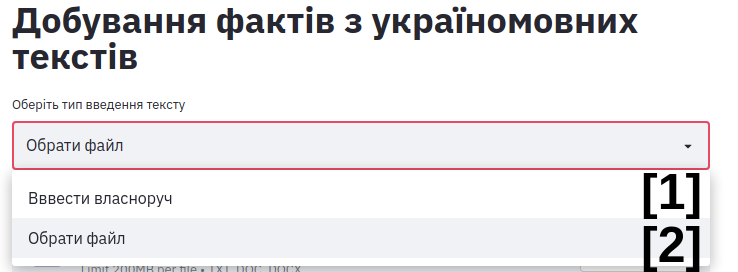 Добування фактів з україномовних
текстів
Оберіть тип введення тексту
Обрати файл
Вввести власноруч [1]
Обрати файл [2]
Limit 200MB per file • TXT, DOC, DOCX